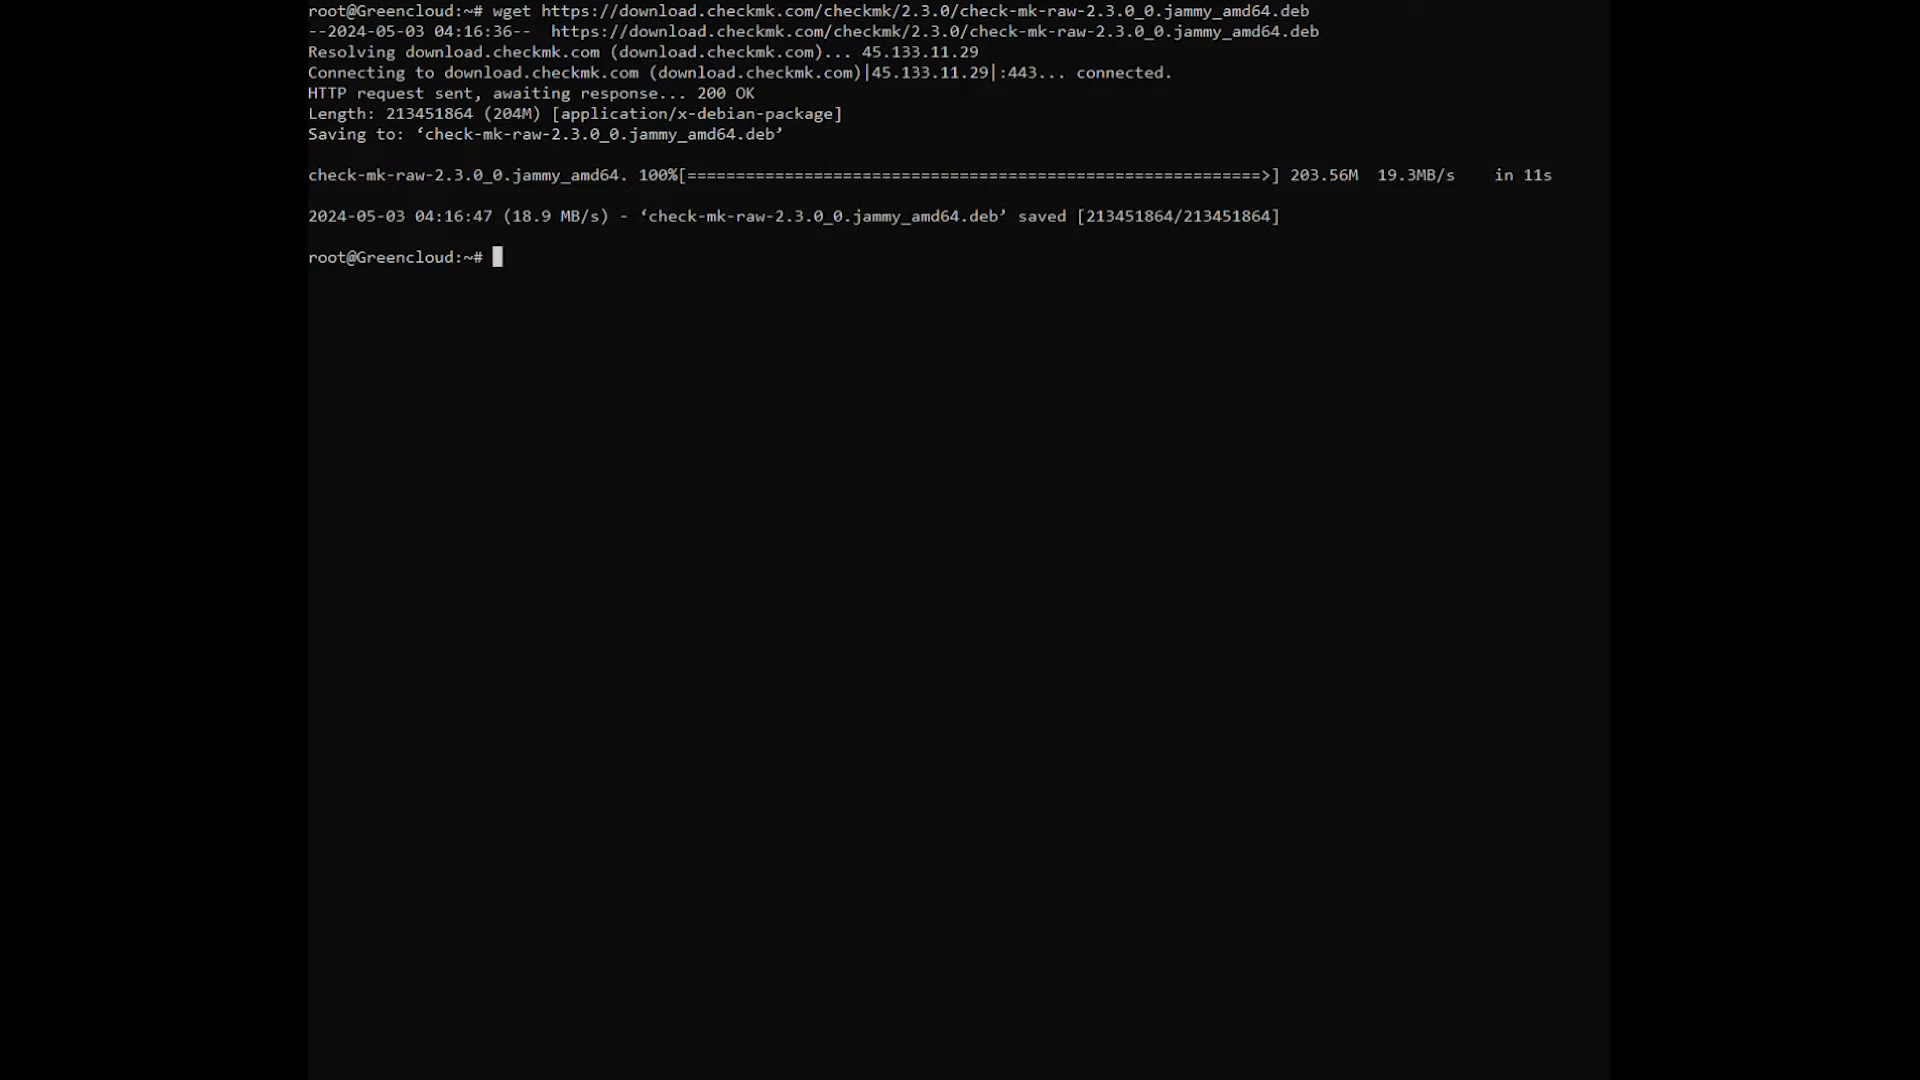 root@Greencloud:~# wget https://download.checkmk.com/checkmk/2.3.0/check-mk-raw-2.3.0_0.jammy_amd64.deb
--2024-05-03 04:16:36--  https://download.checkmk.com/checkmk/2.3.0/check-mk-raw-2.3.0_0.jammy_amd64.deb
Resolving download.checkmk.com (download.checkmk.com)... 45.133.11.29
Connecting to download.checkmk.com (download.checkmk.com)|45.133.11.29|:443... connected.
HTTP request sent, awaiting response... 200 OK
Length: 213451864 (204M) [application/x-debian-package]
Saving to: ‘check-mk-raw-2.3.0_0.jammy_amd64.deb’
check-mk-raw-2.3.0_0.jammy_amd64. 100%[===========================================================>] 203.56M  19.3MB/s    in 11s
2024-05-03 04:16:47 (18.9 MB/s) - ‘check-mk-raw-2.3.0_0.jammy_amd64.deb’ saved [213451864/213451864]
root@Greencloud:~#